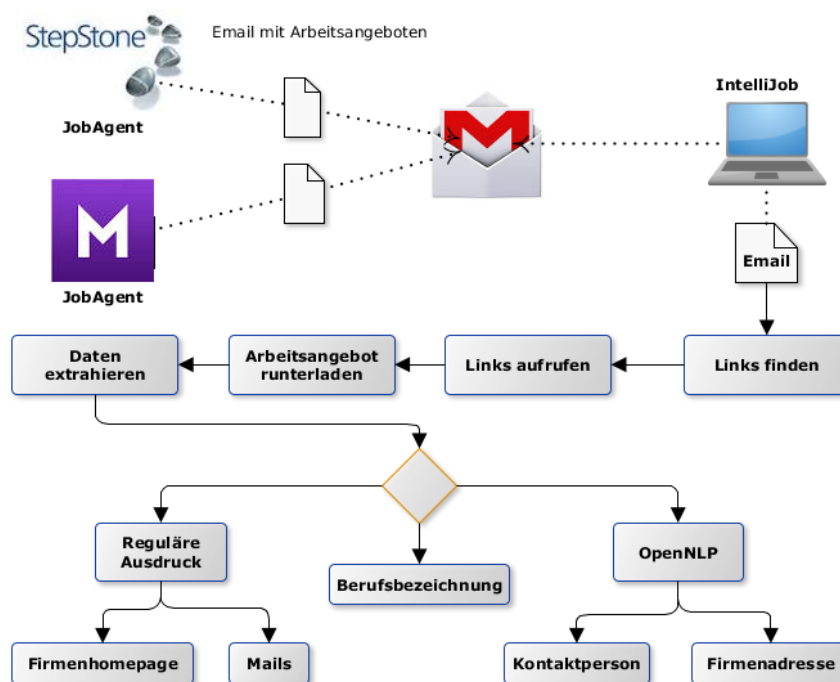 StepStone
Email mit Arbeitsangeboten
IntelliJob
JobAgent
M
JobAgent
Email
Daten
extrahieren
Arbeitsangebot
runterladen
Links aufrufen
Links finden
Reguläre
Ausdruck
Berufsbezeichnung
OpenNLP
Firmenhomepage
Mails
Kontaktperson
Firmenadresse